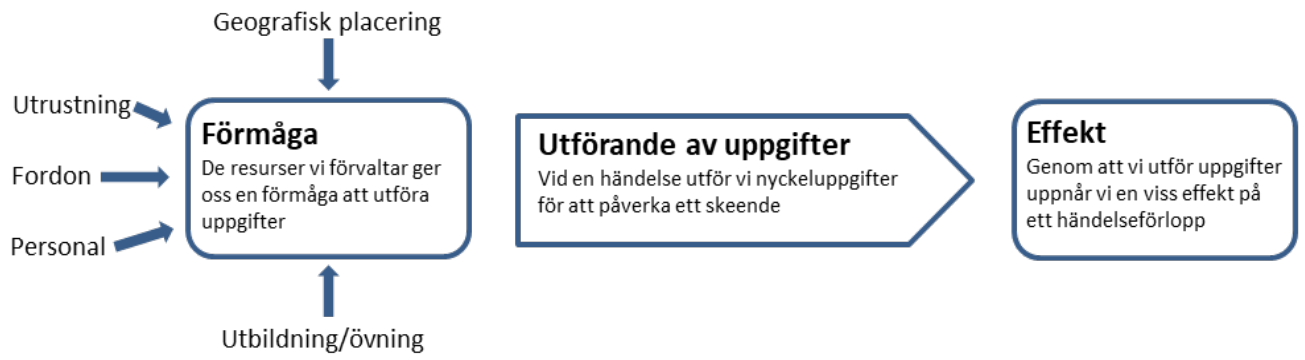 Geografisk placering
Utrustning
Fordon
Personal
Förmåga
De resurser vi förvaltar ger
oss en förmåga att utföra
uppgifter
Utbildning/övning
Utförande av uppgifter
Vid en händelse utför vi nyckeluppgifter
för att påverka ett skeende
Effekt
Genom att vi utför uppgifter
uppnår vi en viss effekt på
ett händelseförlopp